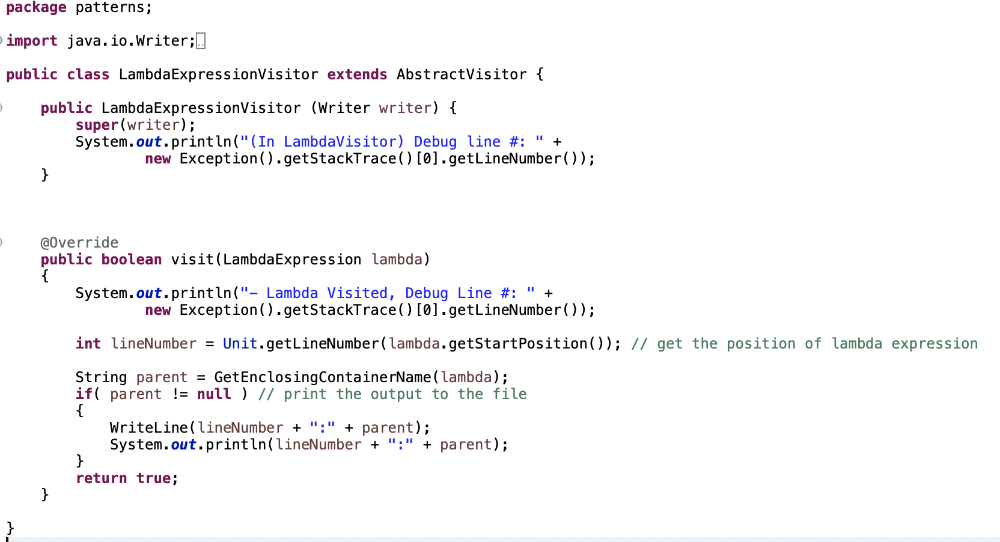 package patterns;
import java.io.Writer;
public class LambdaExpressionVisitor extends AbstractVisitor {
public LambdaExpressionVisitor (Writer writer) {
super(writer);
System.out.println("(In LambdaVisitor) Debug line #: " +
new Exception().getStackTrace()[0].getLineNumber());
}
@Override
public boolean visit(LambdaExpression lambda)
{
System.out.println("- Lambda Visited, Debug Line #: " +
new Exception().getStackTrace()[0].getLineNumber());
int lineNumber = Unit.getLineNumber(lambda.getStartPosition()); // get the position of lambda expression
String parent = GetEnclosingContainerName(lambda);
if( parent != null ) // print the output to the file
{
WriteLine(lineNumber + ":" + parent);
System.out.println(lineNumber + ":" + parent);
}
return true;
}
}